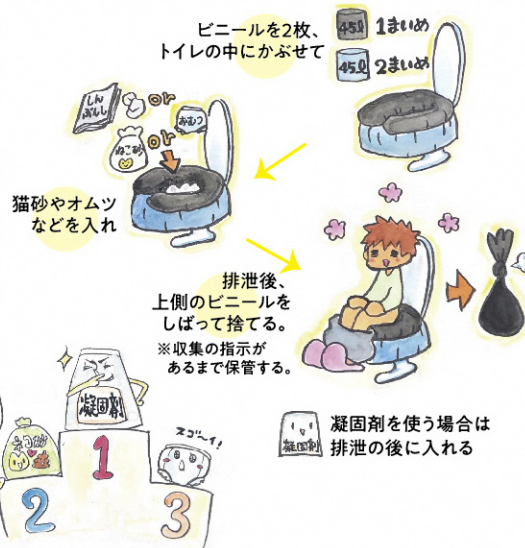 ビニールを2枚、
トイレの中にかぶせて
45ℓ 1まいめ
45ℓ 2まいめ
しんぶんし
or
おむつ
ねこ砂
or
猫砂やオムツ
などを入れ
排泄後、
上側のビニールを
しばって捨てる。
※収集の指示が
あるまで保管する。
凝固剤
凝固剤を使う場合は
排泄の後に入れる
凝固剤
スゴ〜イ!
1
2
3